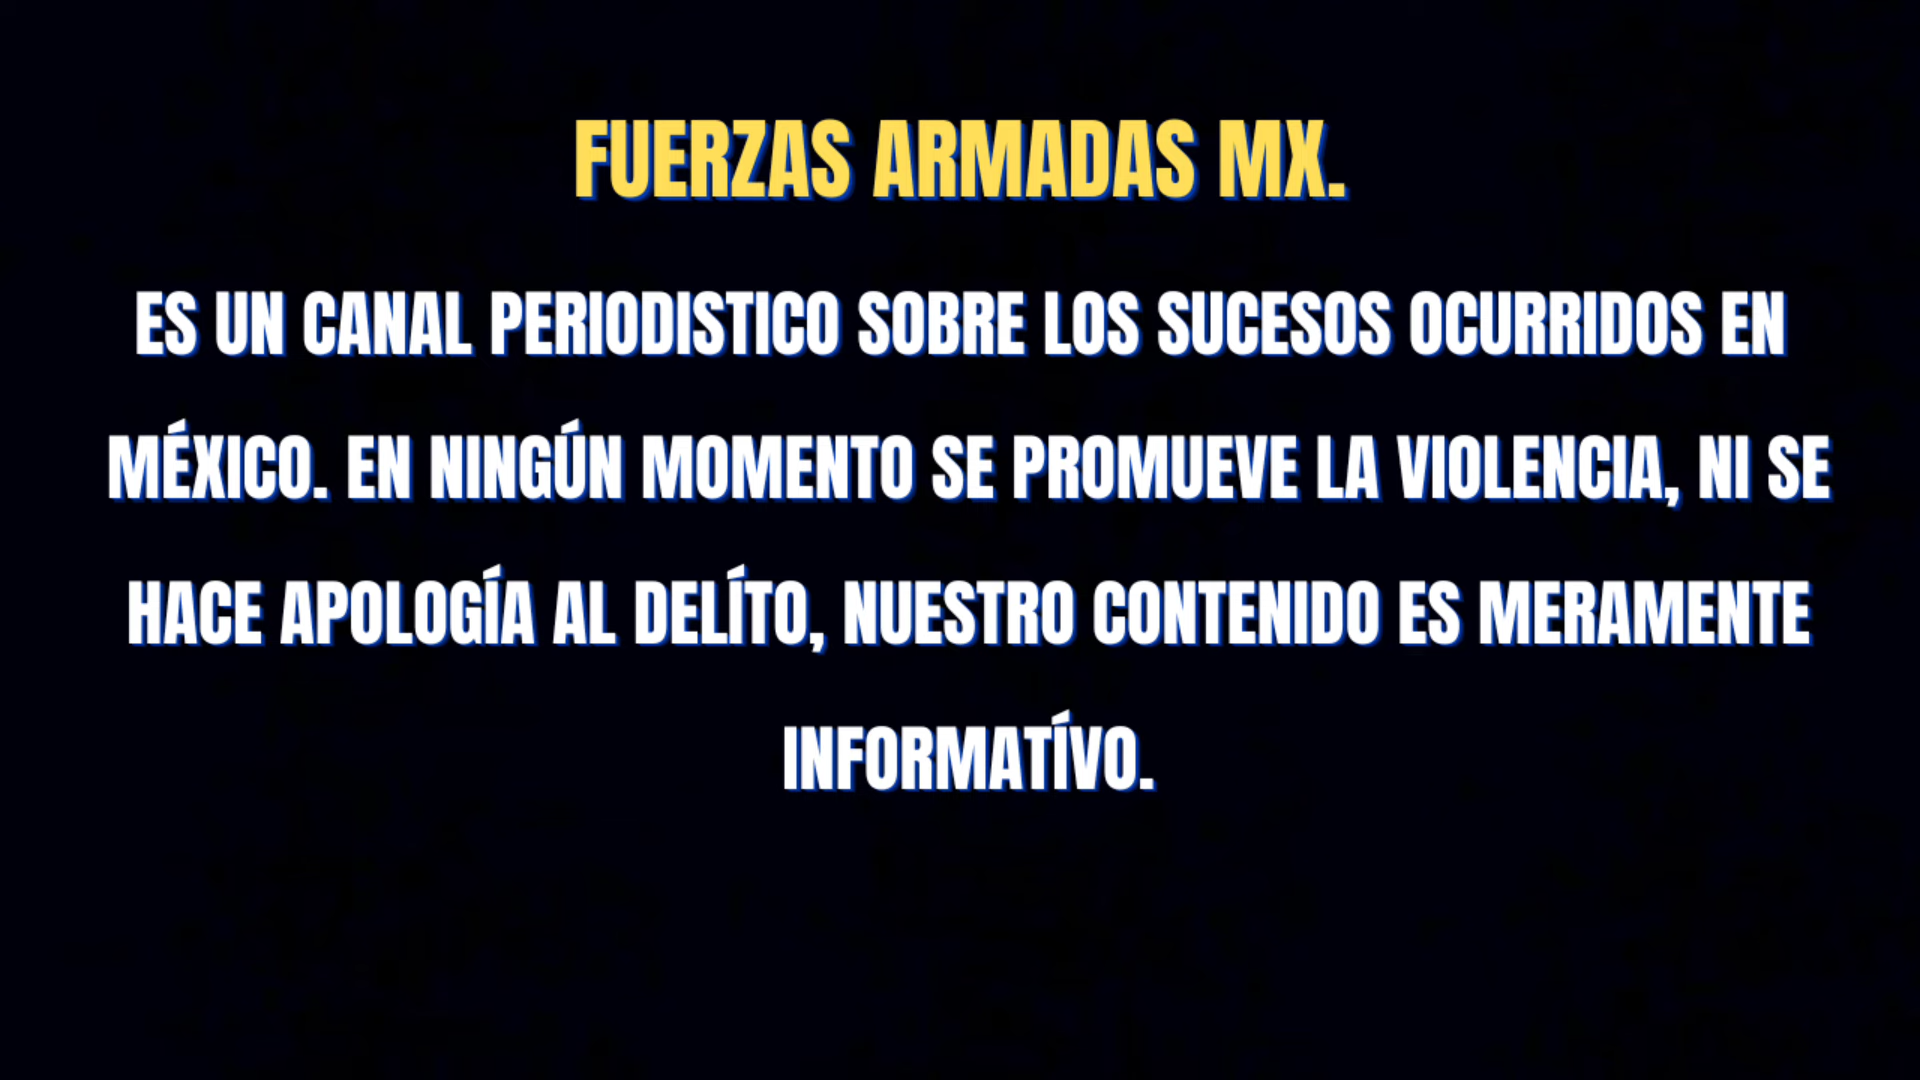 FUERZAS ARMADAS MX.
ES UN CANAL PERIODISTICO SOBRE LOS SUCESOS OCURRIDOS EN
MÉXICO. EN NINGÚN MOMENTO SE PROMUEVE LA VIOLENCIA, NI SE
HACE APOLOGÍA AL DELÍTO, NUESTRO CONTENIDO ES MERAMENTE
INFORMATÍVO.